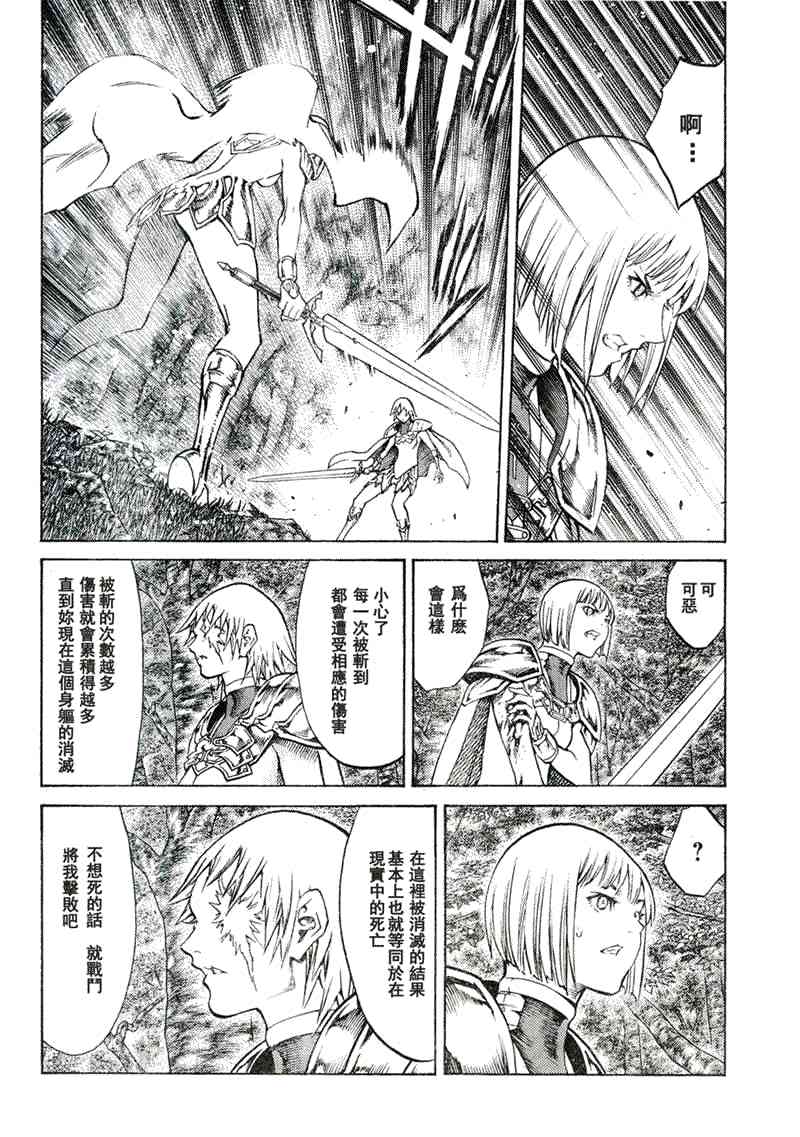 啊⋯
可
可惡
爲什麽
會這樣
小心了
每一次被斬到
都會遭受相應的傷害
被斬的次數越多
傷害就會累積得越多
直到妳現在這個身軀的消滅
?
在這裡被消滅的結果
基本上也就等同於在
現實中的死亡
不想死的話 就戰鬥
將我擊敗吧